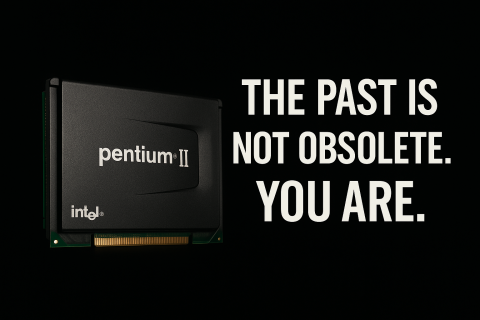 pentium® II
intel®
THE PAST IS
NOT OBSOLETE.
YOU ARE.